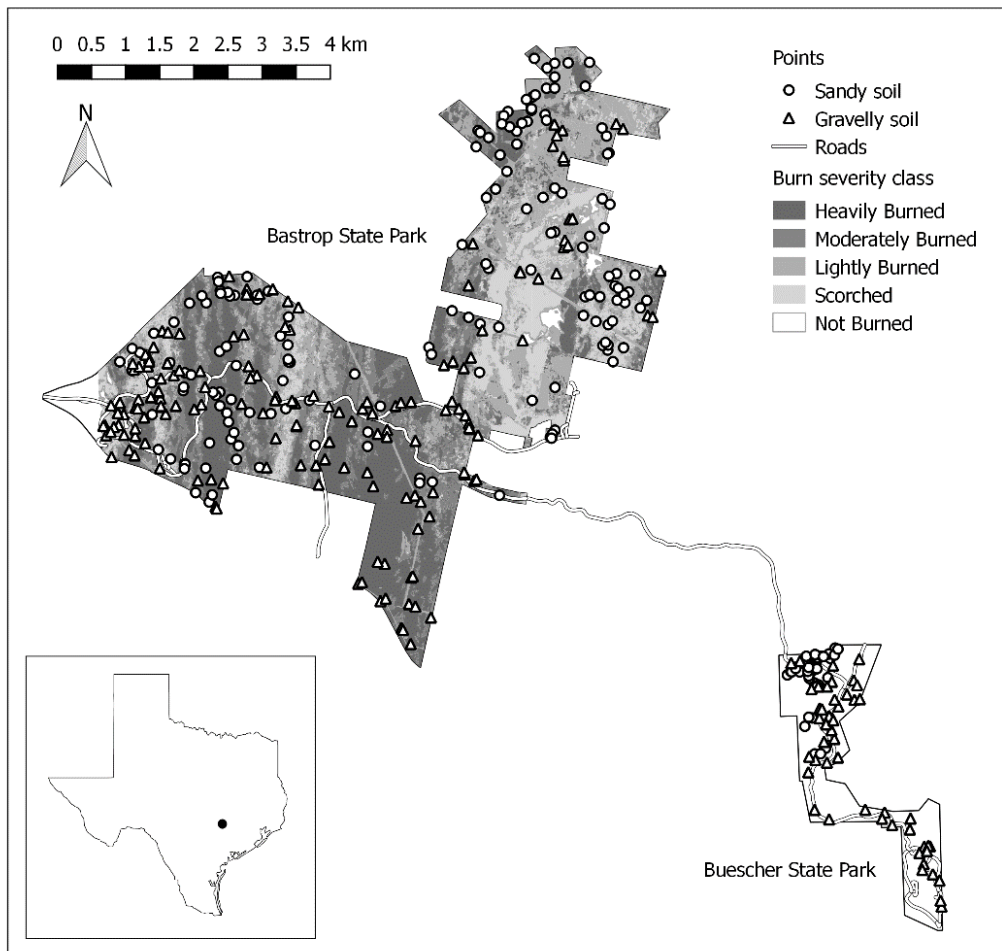 0 0.5 1 1.5 2 2.5 3 3.5 4 km
N
Points
Sandy soil
Gravelly soil
Roads
Burn severity class
Heavily Burned
Moderately Burned
Lightly Burned
Scorched
Not Burned
Bastrop State Park
Buescher State Park